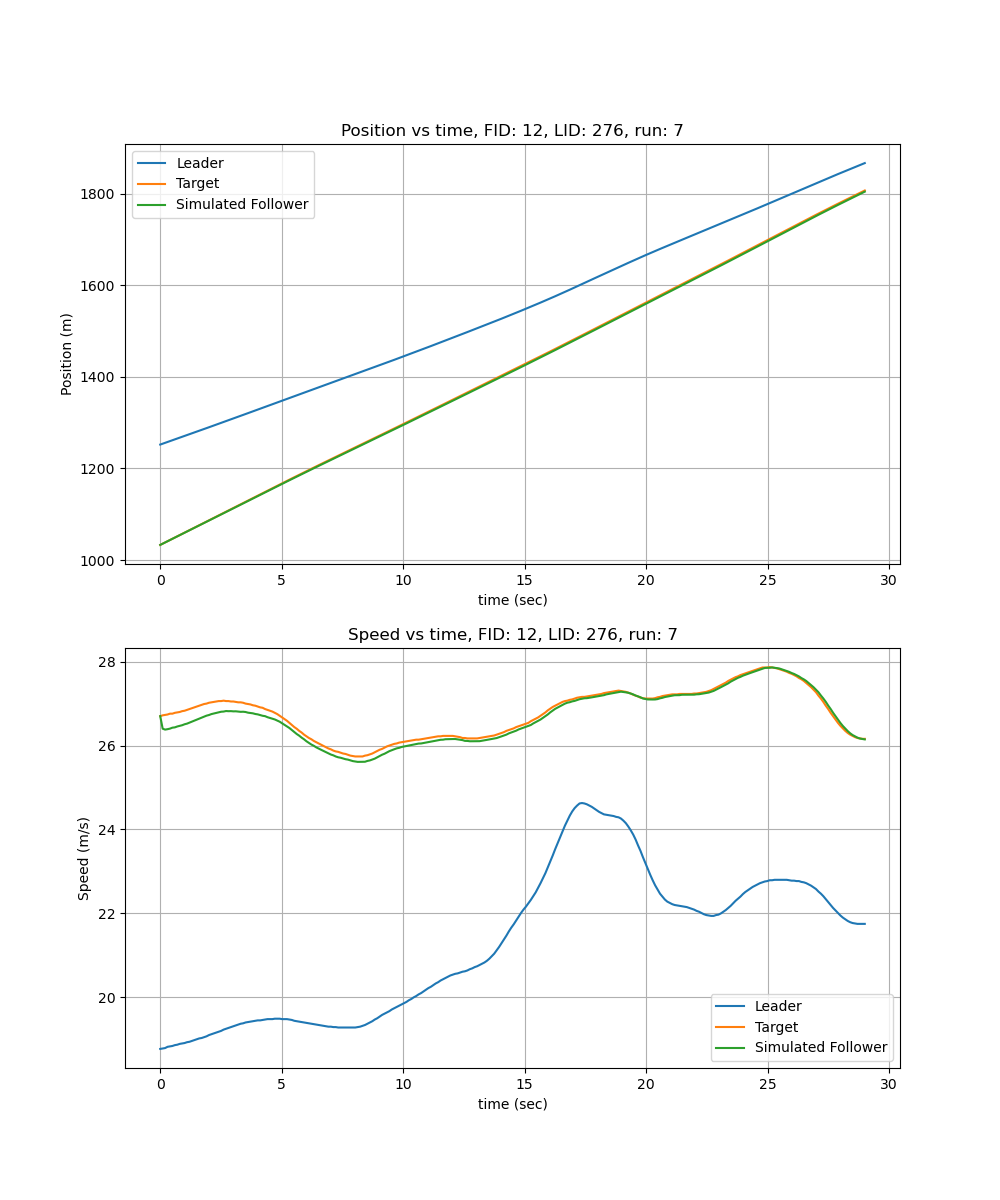 Position vs time, FID: 12, LID: 276, run: 7
Leader
Target
Simulated Follower
Position (m)
1800
1600
1400
1200
1000
0 5 10 15 20 25 30
time (sec)
Speed vs time, FID: 12, LID: 276, run: 7
Speed (m/s)
28
26
24
22
20
Leader
Target
Simulated Follower
0 5 10 15 20 25 30
time (sec)